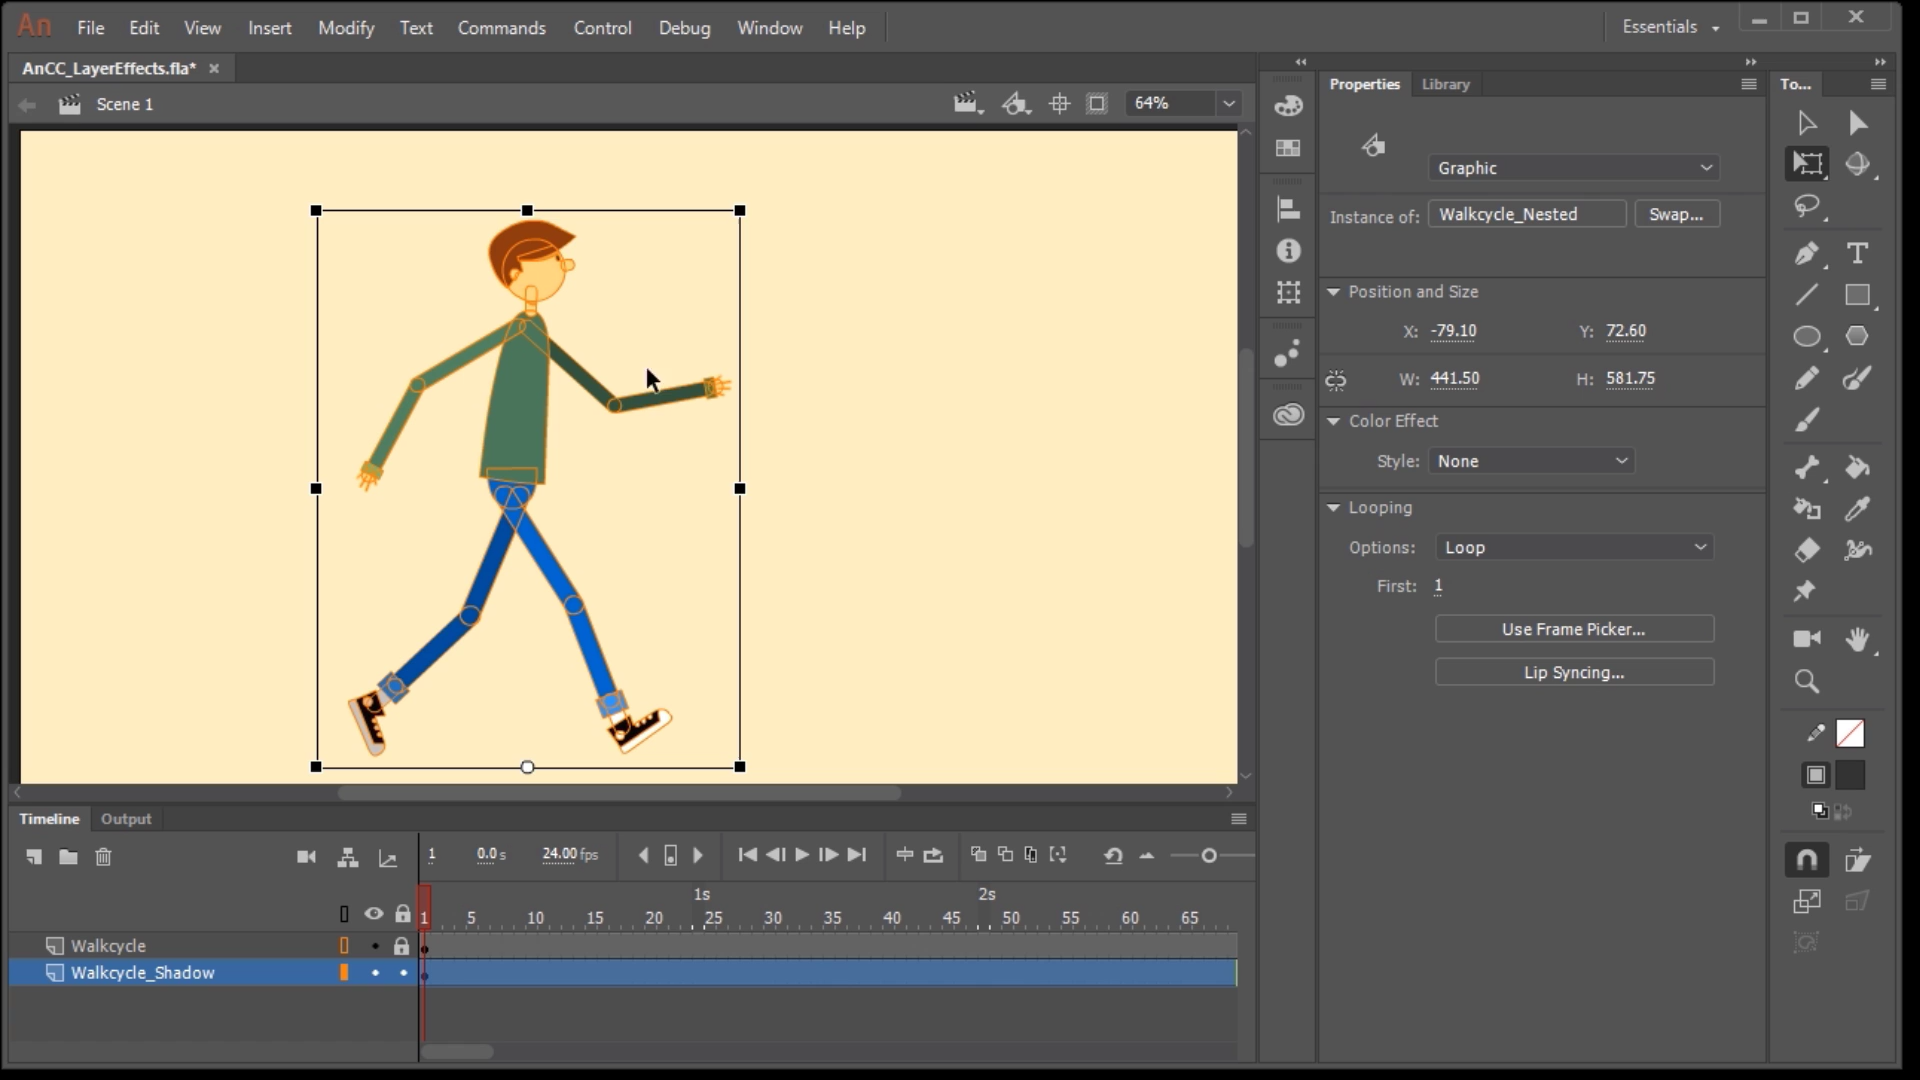 An File Edit View Insert Modify Text Commands Control Debug Window Help Essentials
AnCC_LayerEffects.fla*
Scene 1 64%
Properties Library To...
Graphic
Instance of: Walkcycle_Nested Swap...
Position and Size
X: -79.10 Y: 72.60
W: 441.50 H: 581.75
Color Effect
Style: None
Looping
Options: Loop
First: 1
Use Frame Picker...
Lip Syncing...
Timeline Output
1 0.0 s 24.00 fps
1s 2s
1 5 10 15 20 25 30 35 40 45 50 55 60 65
Walkcycle
Walkcycle_Shadow